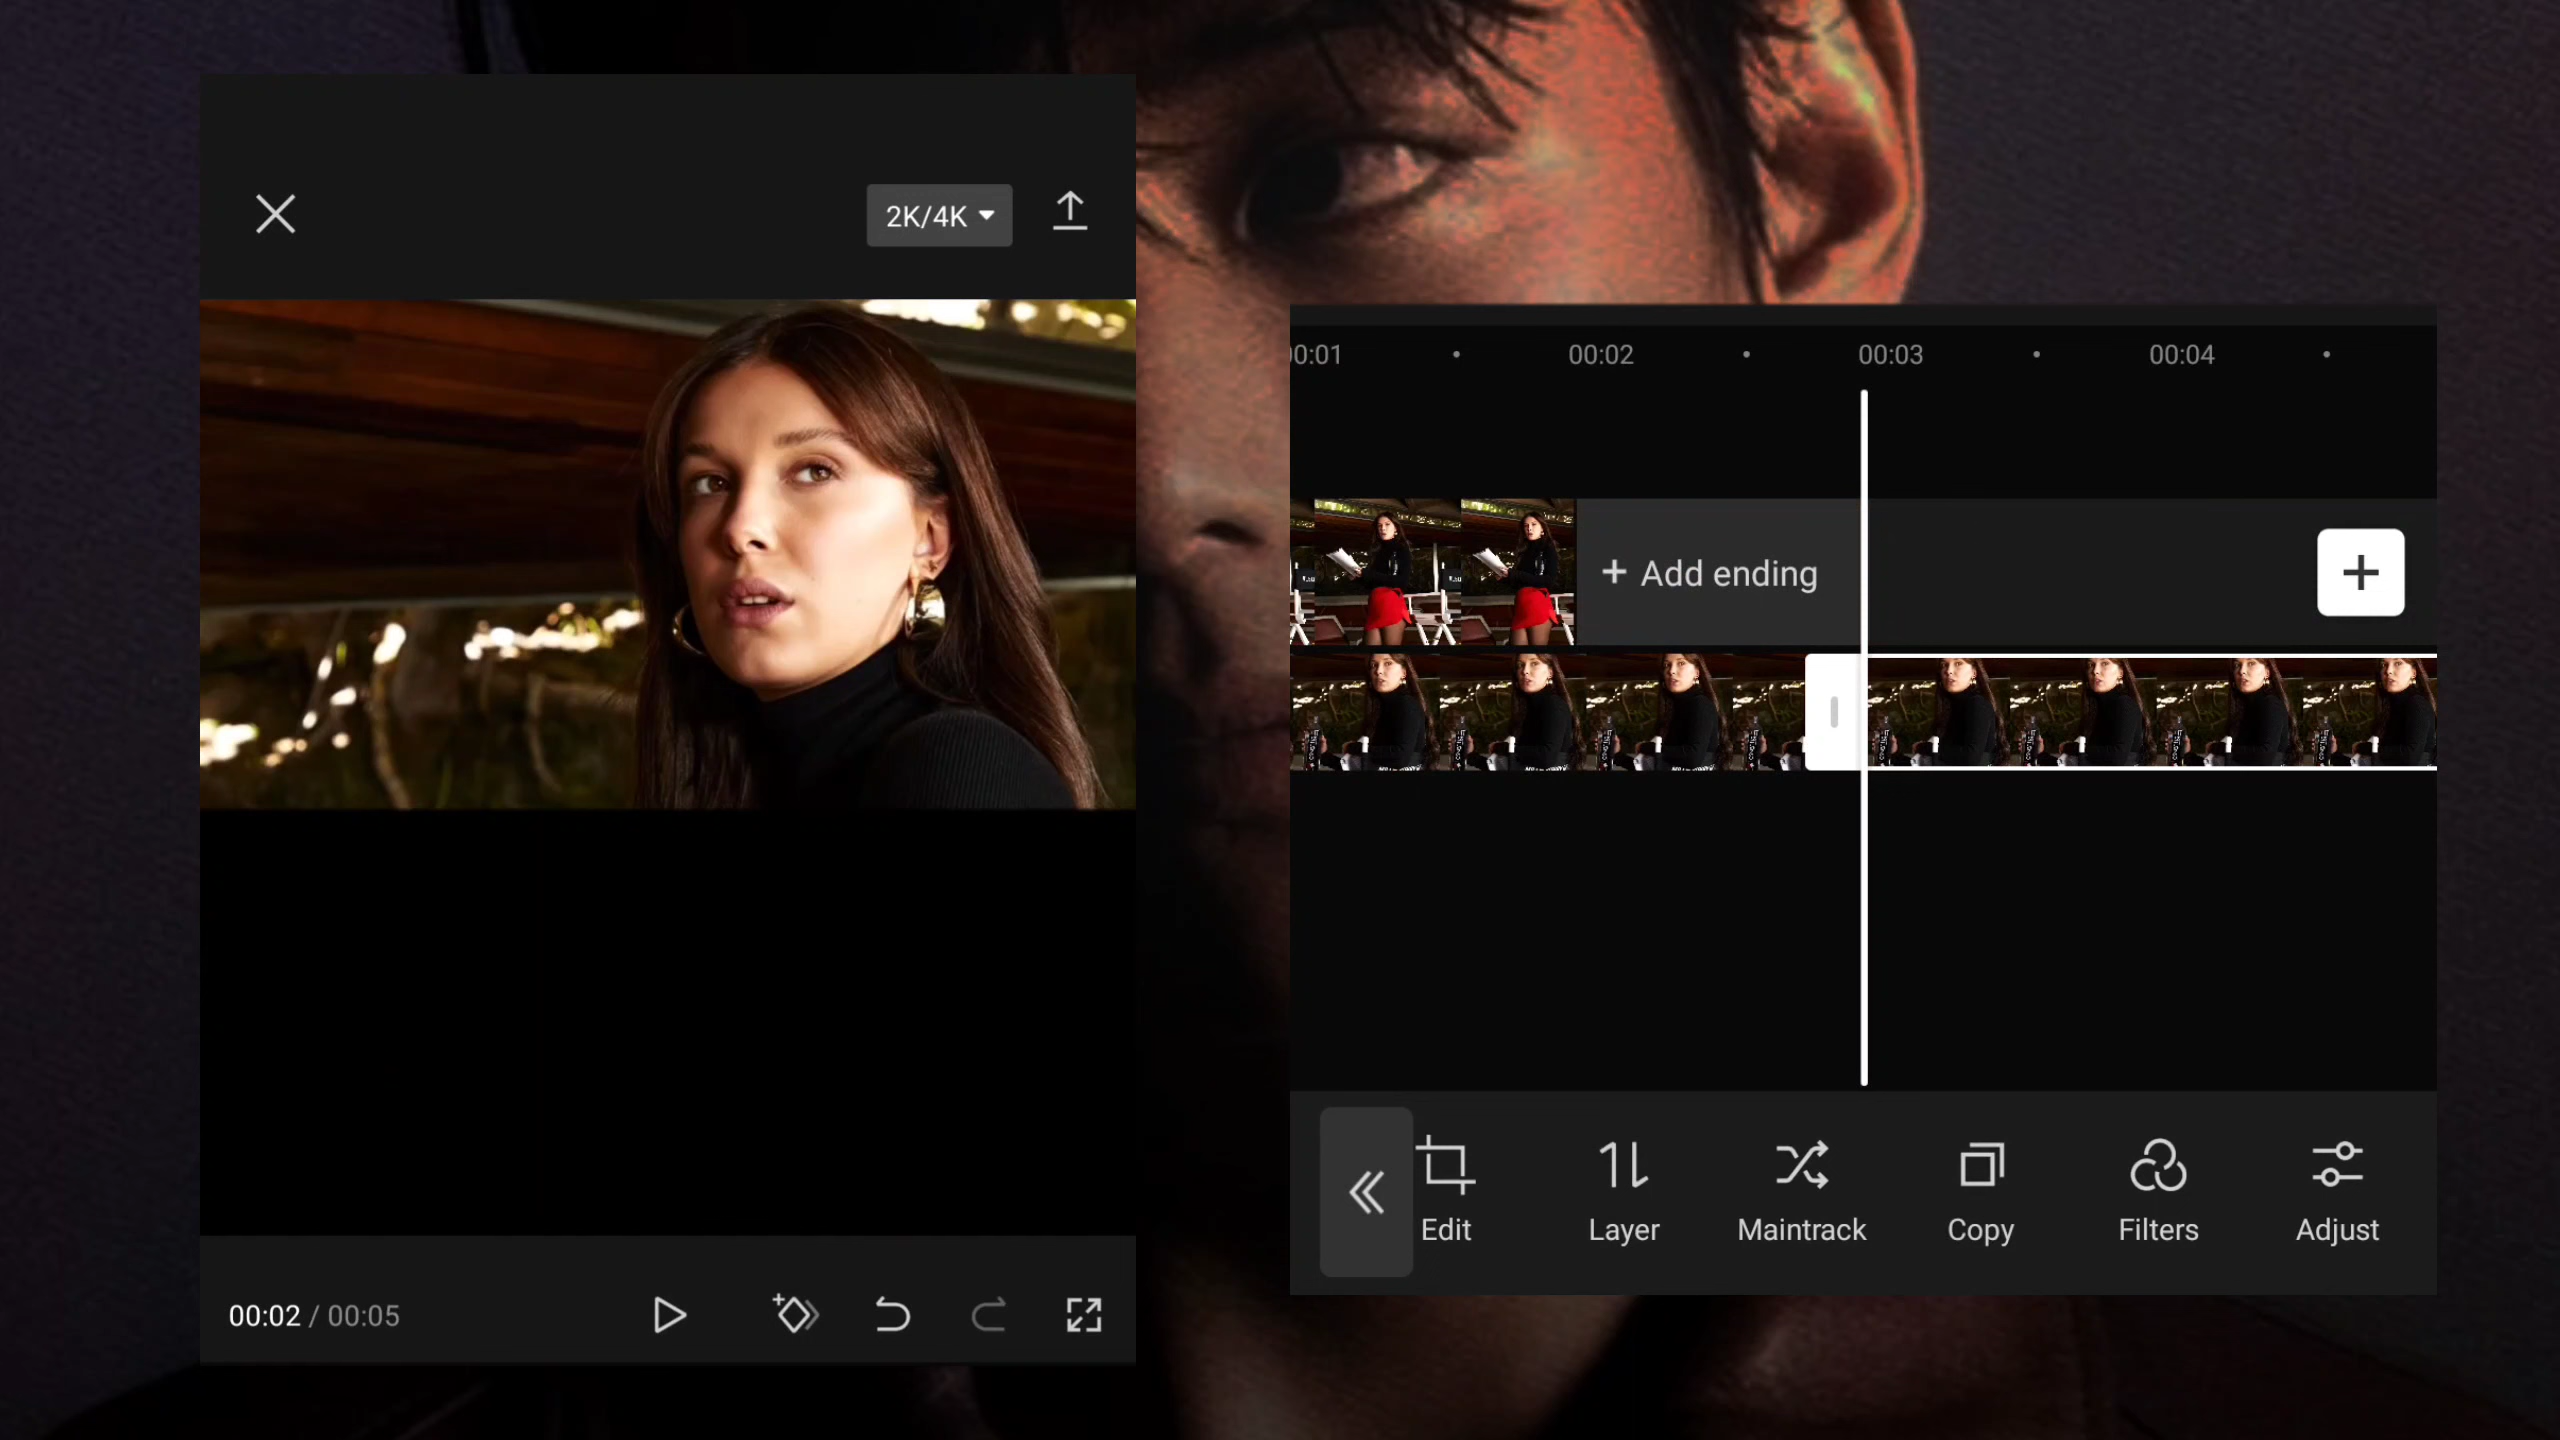 2K/4K
00:02 / 00:05
00:01
00:02
00:03
00:04
+ Add ending
Edit
Layer
Maintrack
Copy
Filters
Adjust